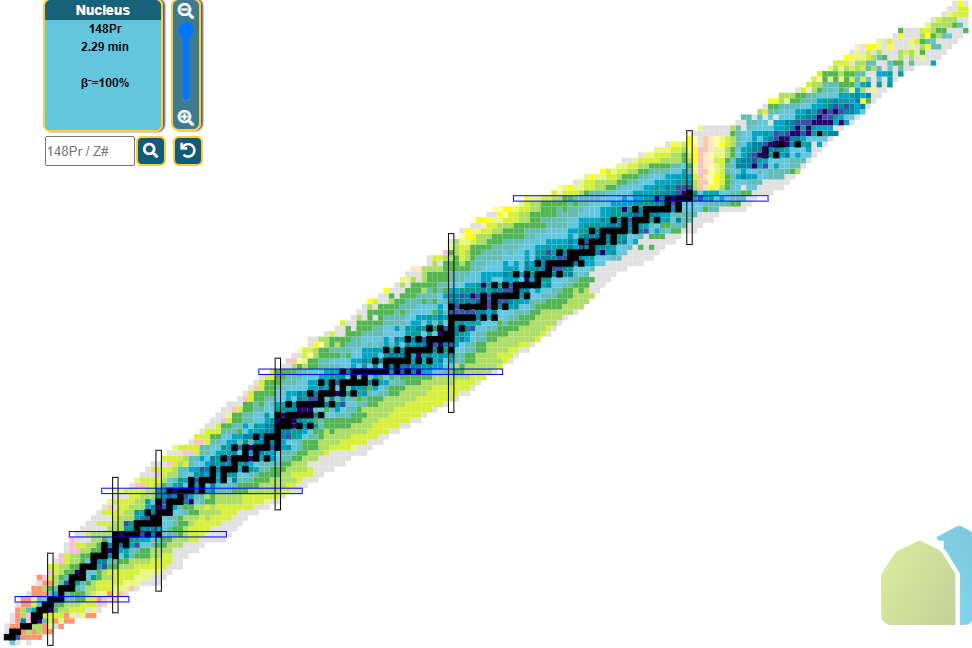 Nucleus
148Pr
2.29 min
β⁻=100%
148Pr / Z#